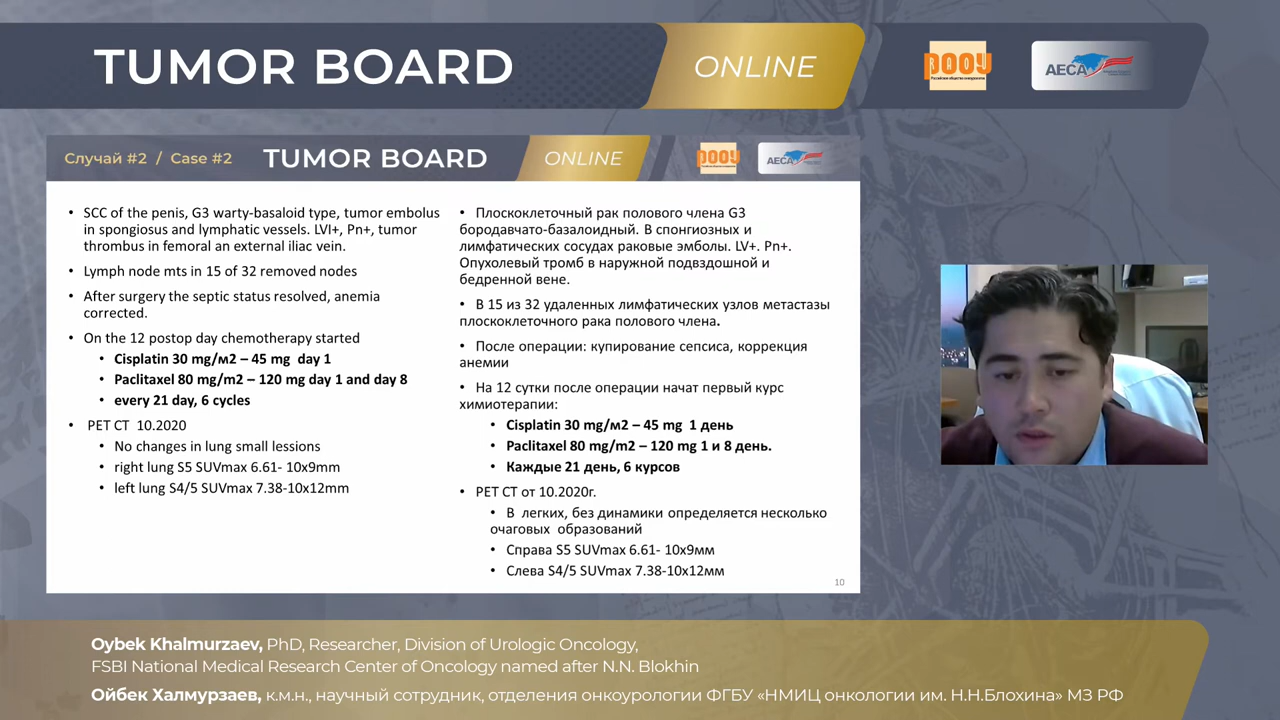 TUMOR BOARD
ONLINE
РООУ
Российское общество онкоурологов
AECA
Случай #2 / Case #2
TUMOR BOARD
ONLINE
РООУ
AECA
• SCC of the penis, G3 warty-basaloid type, tumor embolus
in spongiosus and lymphatic vessels. LVI+, Pn+, tumor
thrombus in femoral an external iliac vein.
• Lymph node mts in 15 of 32 removed nodes
• After surgery the septic status resolved, anemia
corrected.
• On the 12 postop day chemotherapy started
• Cisplatin 30 mg/м2 – 45 mg day 1
• Paclitaxel 80 mg/m2 – 120 mg day 1 and day 8
• every 21 day, 6 cycles
• PET CT 10.2020
• No changes in lung small lessions
• right lung S5 SUVmax 6.61- 10x9mm
• left lung S4/5 SUVmax 7.38-10x12mm
• Плоскоклеточный рак полового члена G3
бородавчато-базалоидный. В спонгиозных и
лимфатических сосудах раковые эмболы. LV+. Pn+.
Опухолевый тромб в наружной подвздошной и
бедренной вене.
• В 15 из 32 удаленных лимфатических узлов метастазы
плоскоклеточного рака полового члена.
• После операции: купирование сепсиса, коррекция
анемии
• На 12 сутки после операции начат первый курс
химиотерапии:
• Cisplatin 30 mg/м2 – 45 mg 1 день
• Paclitaxel 80 mg/m2 – 120 mg 1 и 8 день.
• Каждые 21 день, 6 курсов
• PET CT от 10.2020г.
• В легких, без динамики определяется несколько
очаговых образований
• Справа S5 SUVmax 6.61- 10x9мм
• Слева S4/5 SUVmax 7.38-10x12мм
10
Oybek Khalmurzaev, PhD, Researcher, Division of Urologic Oncology,
FSBI National Medical Research Center of Oncology named after N.N. Blokhin
Ойбек Халмурзаев, к.м.н., научный сотрудник, отделения онкоурологии ФГБУ «НМИЦ онкологии им. Н.Н.Блохина» МЗ РФ